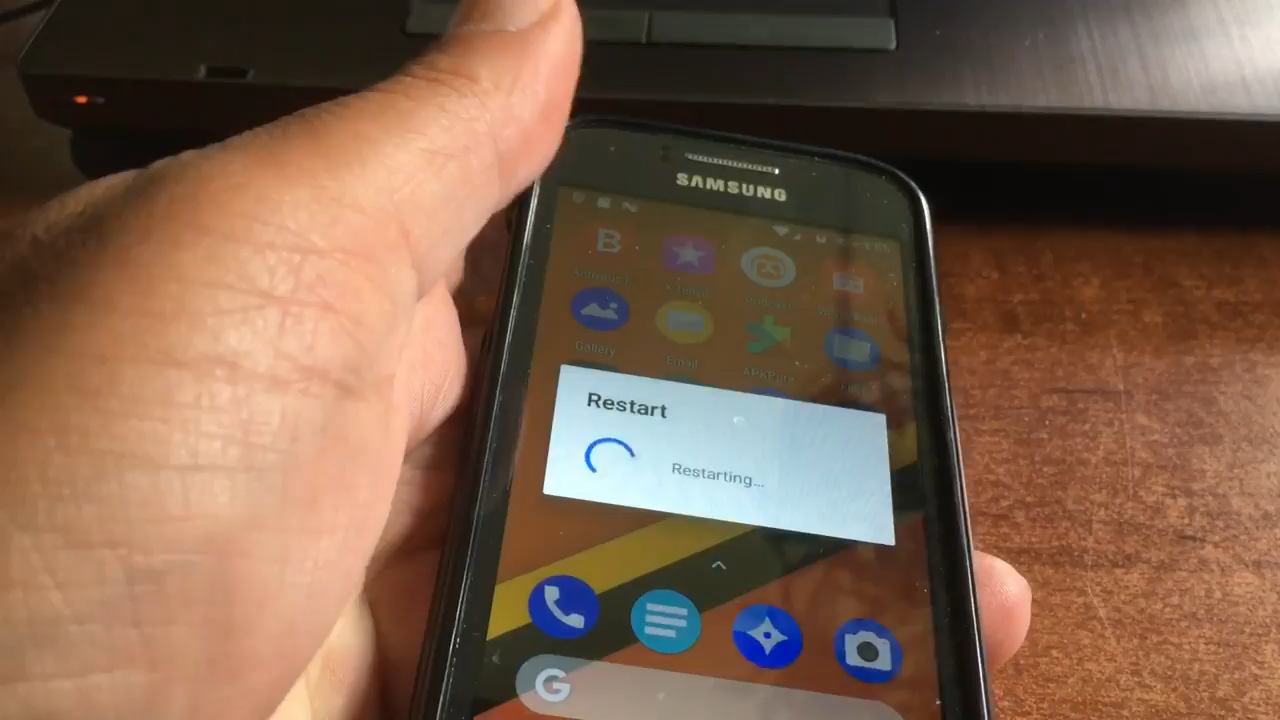 SAMSUNG
B
Gallery
Email
APKPure
Restart
Restarting...
G